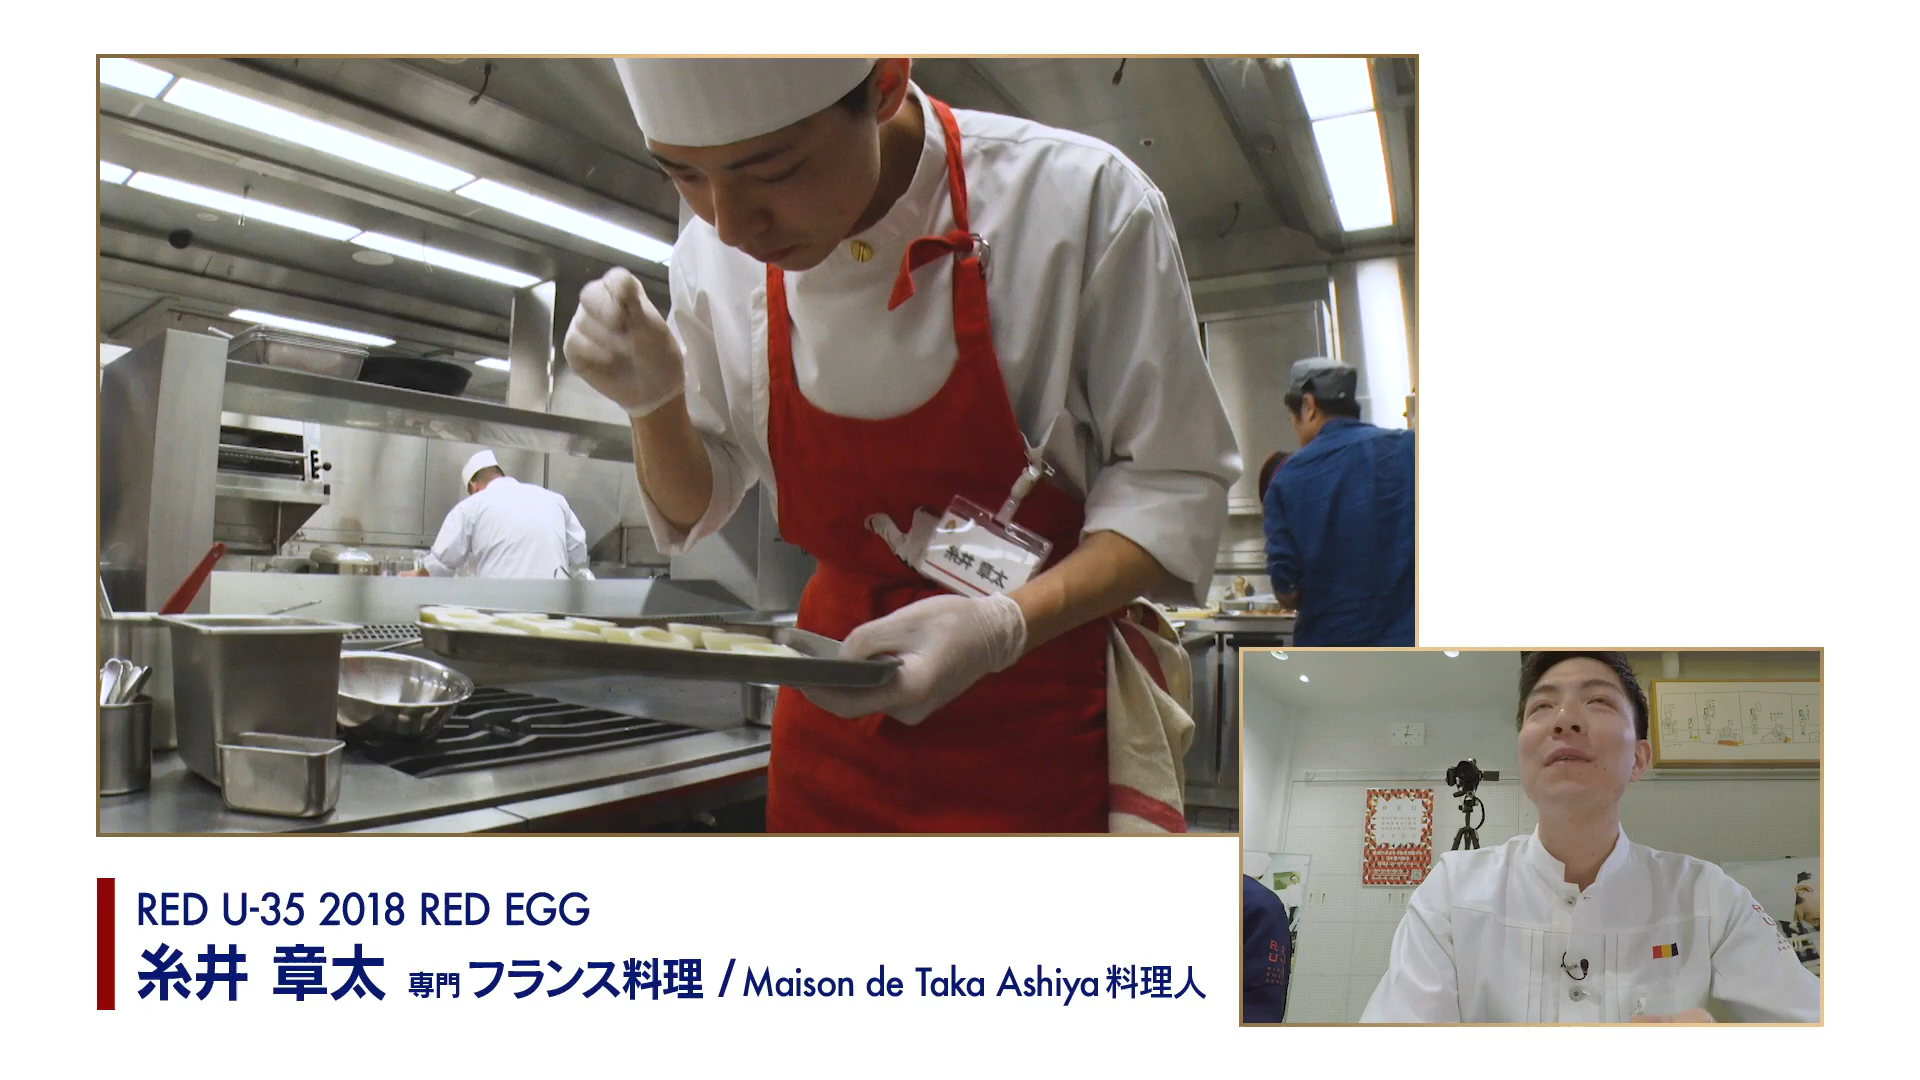 糸井 章太
RED
RED U-35 2018 RED EGG
糸井 章太 専門 フランス料理 / Maison de Taka Ashiya 料理人